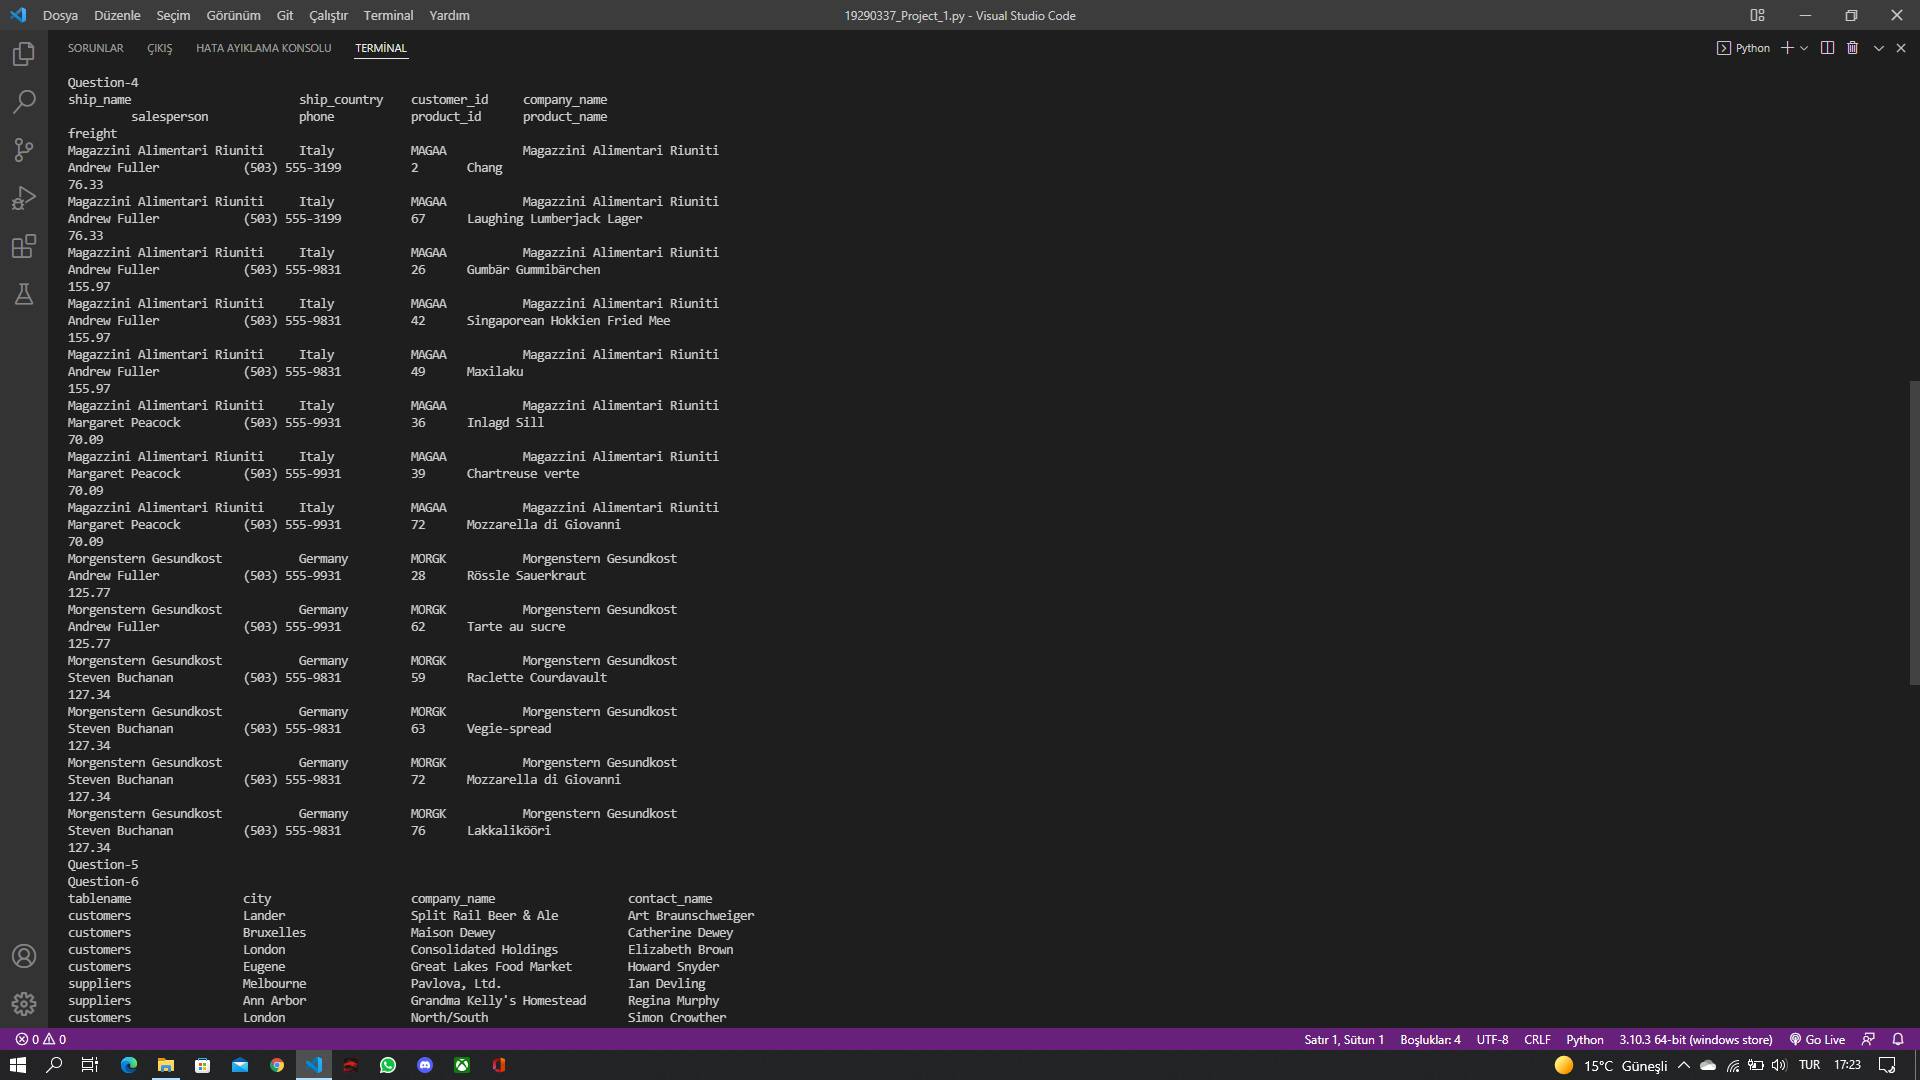 Dosya Düzenle Seçim Görünüm Git Çalıştır Terminal Yardım 19290337_Project_1.py - Visual Studio Code
SORUNLAR ÇIKIŞ HATA AYIKLAMA KONSOLU TERMİNAL Python
Question-4
ship_name ship_country customer_id company_name
salesperson phone product_id product_name
freight
Magazzini Alimentari Riuniti Italy MAGAA Magazzini Alimentari Riuniti
Andrew Fuller (503) 555-3199 2 Chang
76.33
Magazzini Alimentari Riuniti Italy MAGAA Magazzini Alimentari Riuniti
Andrew Fuller (503) 555-3199 67 Laughing Lumberjack Lager
76.33
Magazzini Alimentari Riuniti Italy MAGAA Magazzini Alimentari Riuniti
Andrew Fuller (503) 555-9831 26 Gumbär Gummibärchen
155.97
Magazzini Alimentari Riuniti Italy MAGAA Magazzini Alimentari Riuniti
Andrew Fuller (503) 555-9831 42 Singaporean Hokkien Fried Mee
155.97
Magazzini Alimentari Riuniti Italy MAGAA Magazzini Alimentari Riuniti
Andrew Fuller (503) 555-9831 49 Maxilaku
155.97
Magazzini Alimentari Riuniti Italy MAGAA Magazzini Alimentari Riuniti
Margaret Peacock (503) 555-9931 36 Inlagd Sill
70.09
Magazzini Alimentari Riuniti Italy MAGAA Magazzini Alimentari Riuniti
Margaret Peacock (503) 555-9931 39 Chartreuse verte
70.09
Magazzini Alimentari Riuniti Italy MAGAA Magazzini Alimentari Riuniti
Margaret Peacock (503) 555-9931 72 Mozzarella di Giovanni
70.09
Morgenstern Gesundkost Germany MORGK Morgenstern Gesundkost
Andrew Fuller (503) 555-9931 28 Rössle Sauerkraut
125.77
Morgenstern Gesundkost Germany MORGK Morgenstern Gesundkost
Andrew Fuller (503) 555-9931 62 Tarte au sucre
125.77
Morgenstern Gesundkost Germany MORGK Morgenstern Gesundkost
Steven Buchanan (503) 555-9831 59 Raclette Courdavault
127.34
Morgenstern Gesundkost Germany MORGK Morgenstern Gesundkost
Steven Buchanan (503) 555-9831 63 Vegie-spread
127.34
Morgenstern Gesundkost Germany MORGK Morgenstern Gesundkost
Steven Buchanan (503) 555-9831 72 Mozzarella di Giovanni
127.34
Morgenstern Gesundkost Germany MORGK Morgenstern Gesundkost
Steven Buchanan (503) 555-9831 76 Lakkalikööri
127.34
Question-5
Question-6
tablename city company_name contact_name
customers Lander Split Rail Beer & Ale Art Braunschweiger
customers Bruxelles Maison Dewey Catherine Dewey
customers London Consolidated Holdings Elizabeth Brown
customers Eugene Great Lakes Food Market Howard Snyder
suppliers Melbourne Pavlova, Ltd. Ian Devling
suppliers Ann Arbor Grandma Kelly's Homestead Regina Murphy
customers London North/South Simon Crowther
0 0 Satır 1, Sütun 1 Boşluklar: 4 UTF-8 CRLF Python 3.10.3 64-bit (windows store) Go Live
15°C Güneşli TUR 17:23